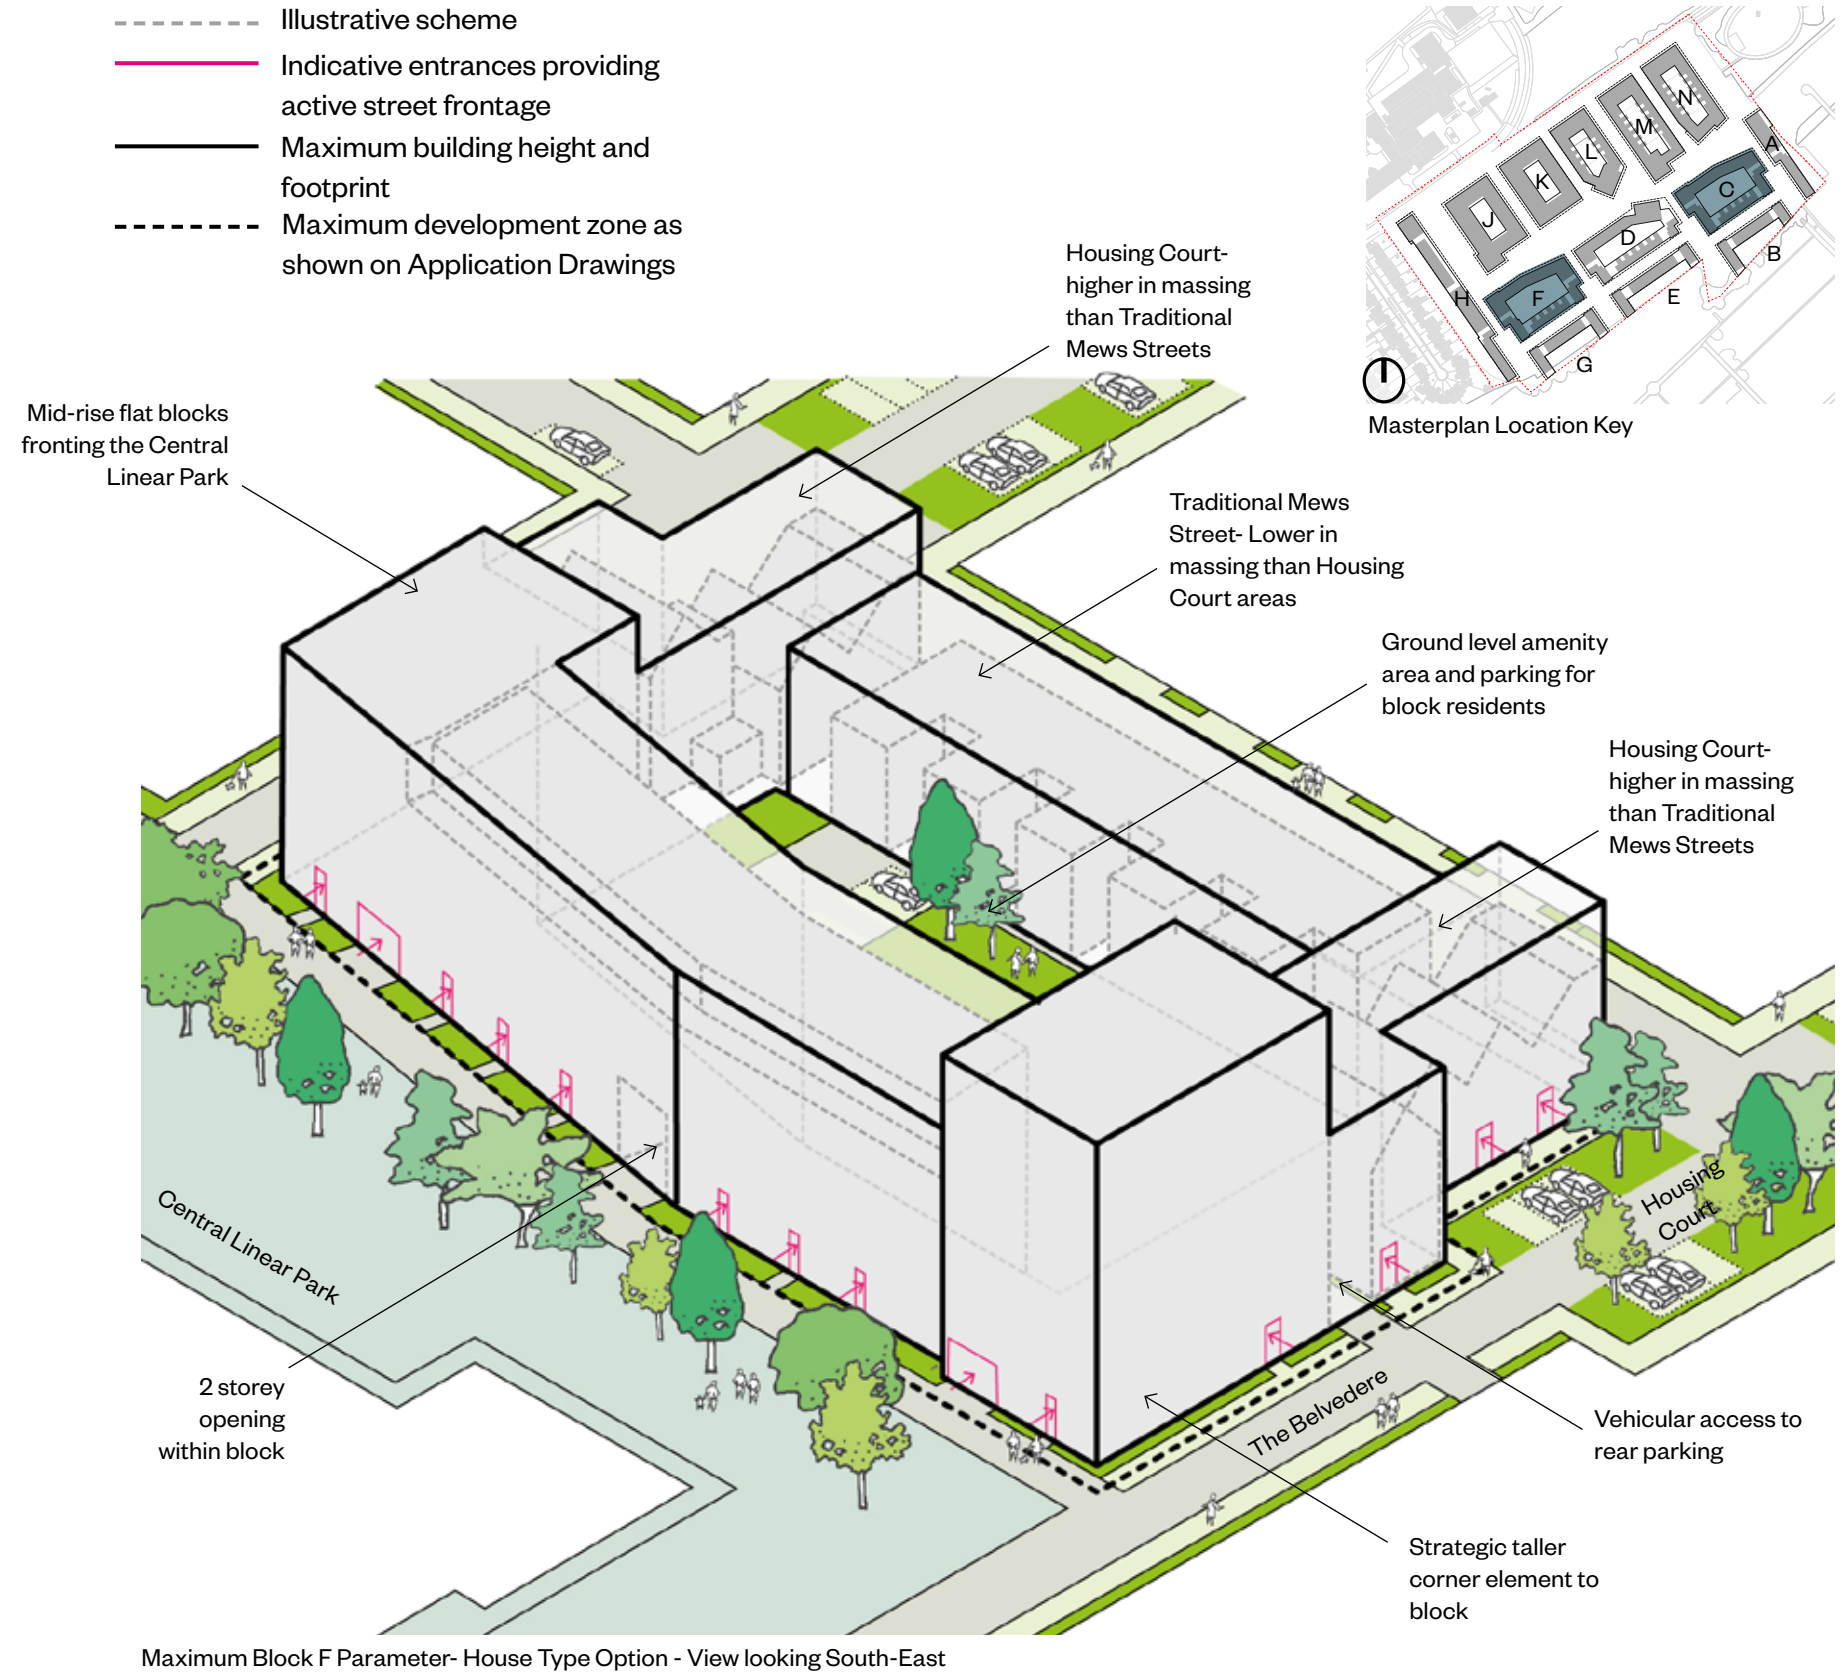 Illustrative scheme
Indicative entrances providing
active street frontage
Maximum building height and
footprint
Maximum development zone as
shown on Application Drawings
N
M
A
L
K
C
J
D
B
H
F
E
G
Masterplan Location Key
Housing Court-
higher in massing
than Traditional
Mews Streets
Mid-rise flat blocks
fronting the Central
Linear Park
Traditional Mews
Street- Lower in
massing than Housing
Court areas
Ground level amenity
area and parking for
block residents
Housing Court-
higher in massing
than Traditional
Mews Streets
Housing
Court
Central Linear Park
The Belvedere
2 storey
opening
within block
Vehicular access to
rear parking
Strategic taller
corner element to
block
Maximum Block F Parameter- House Type Option - View looking South-East